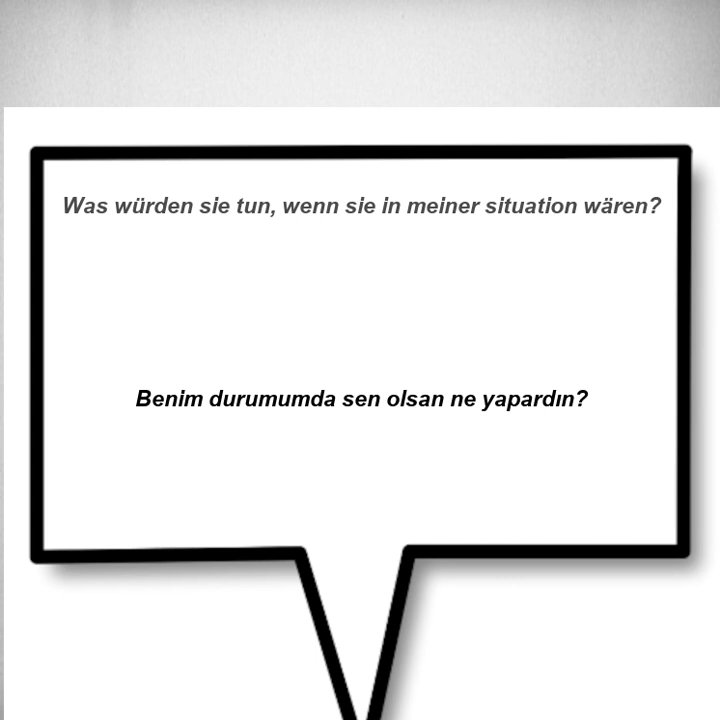 Was würden sie tun, wenn sie in meiner situation wären?
Benim durumumda sen olsan ne yapardın?